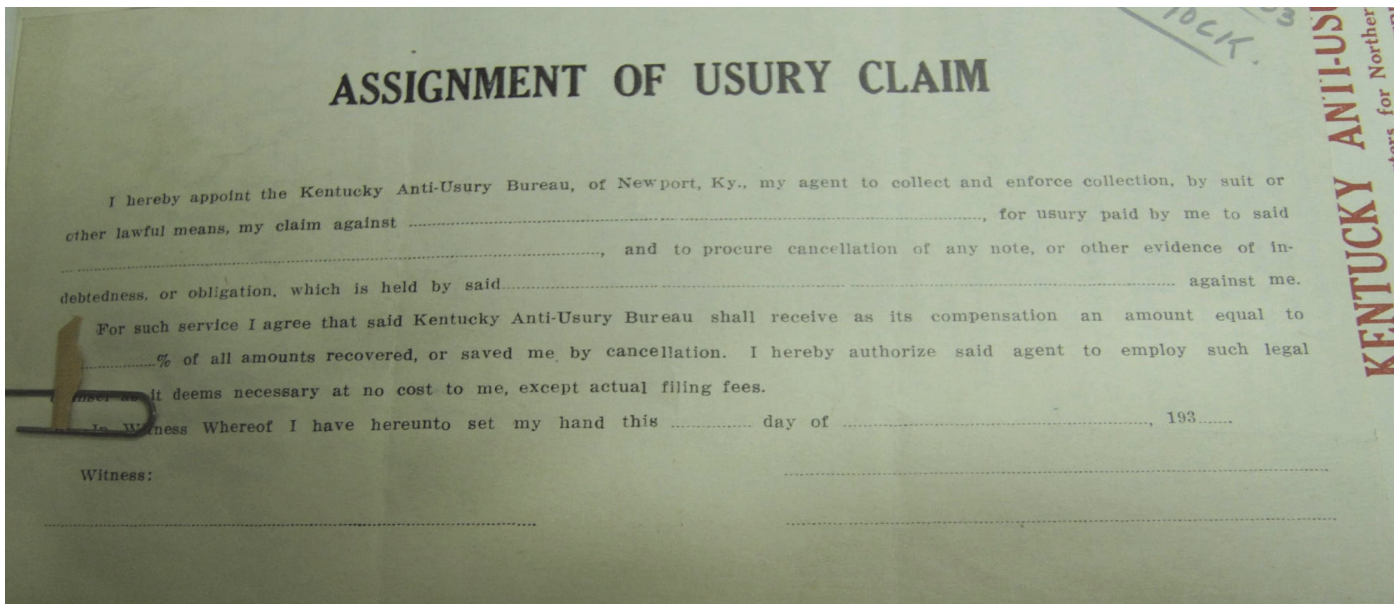 ASSIGNMENT OF USURY CLAIM
I hereby appoint the Kentucky Anti-Usury Bureau, of Newport, Ky., my agent to collect and enforce collection, by suit or
other lawful means, my claim against ........................, for usury paid by me to said
........................, and to procure cancellation of any note, or other evidence of in-
debtedness, or obligation, which is held by said........................ against me.
For such service I agree that said Kentucky Anti-Usury Bureau shall receive as its compensation an amount equal to
............% of all amounts recovered, or saved me by cancellation. I hereby authorize said agent to employ such legal
as it deems necessary at no cost to me, except actual filing fees.
In Witness Whereof I have hereunto set my hand this ............ day of ........................, 193......
Witness:
KENTUCKY ANTI-USU
for Norther